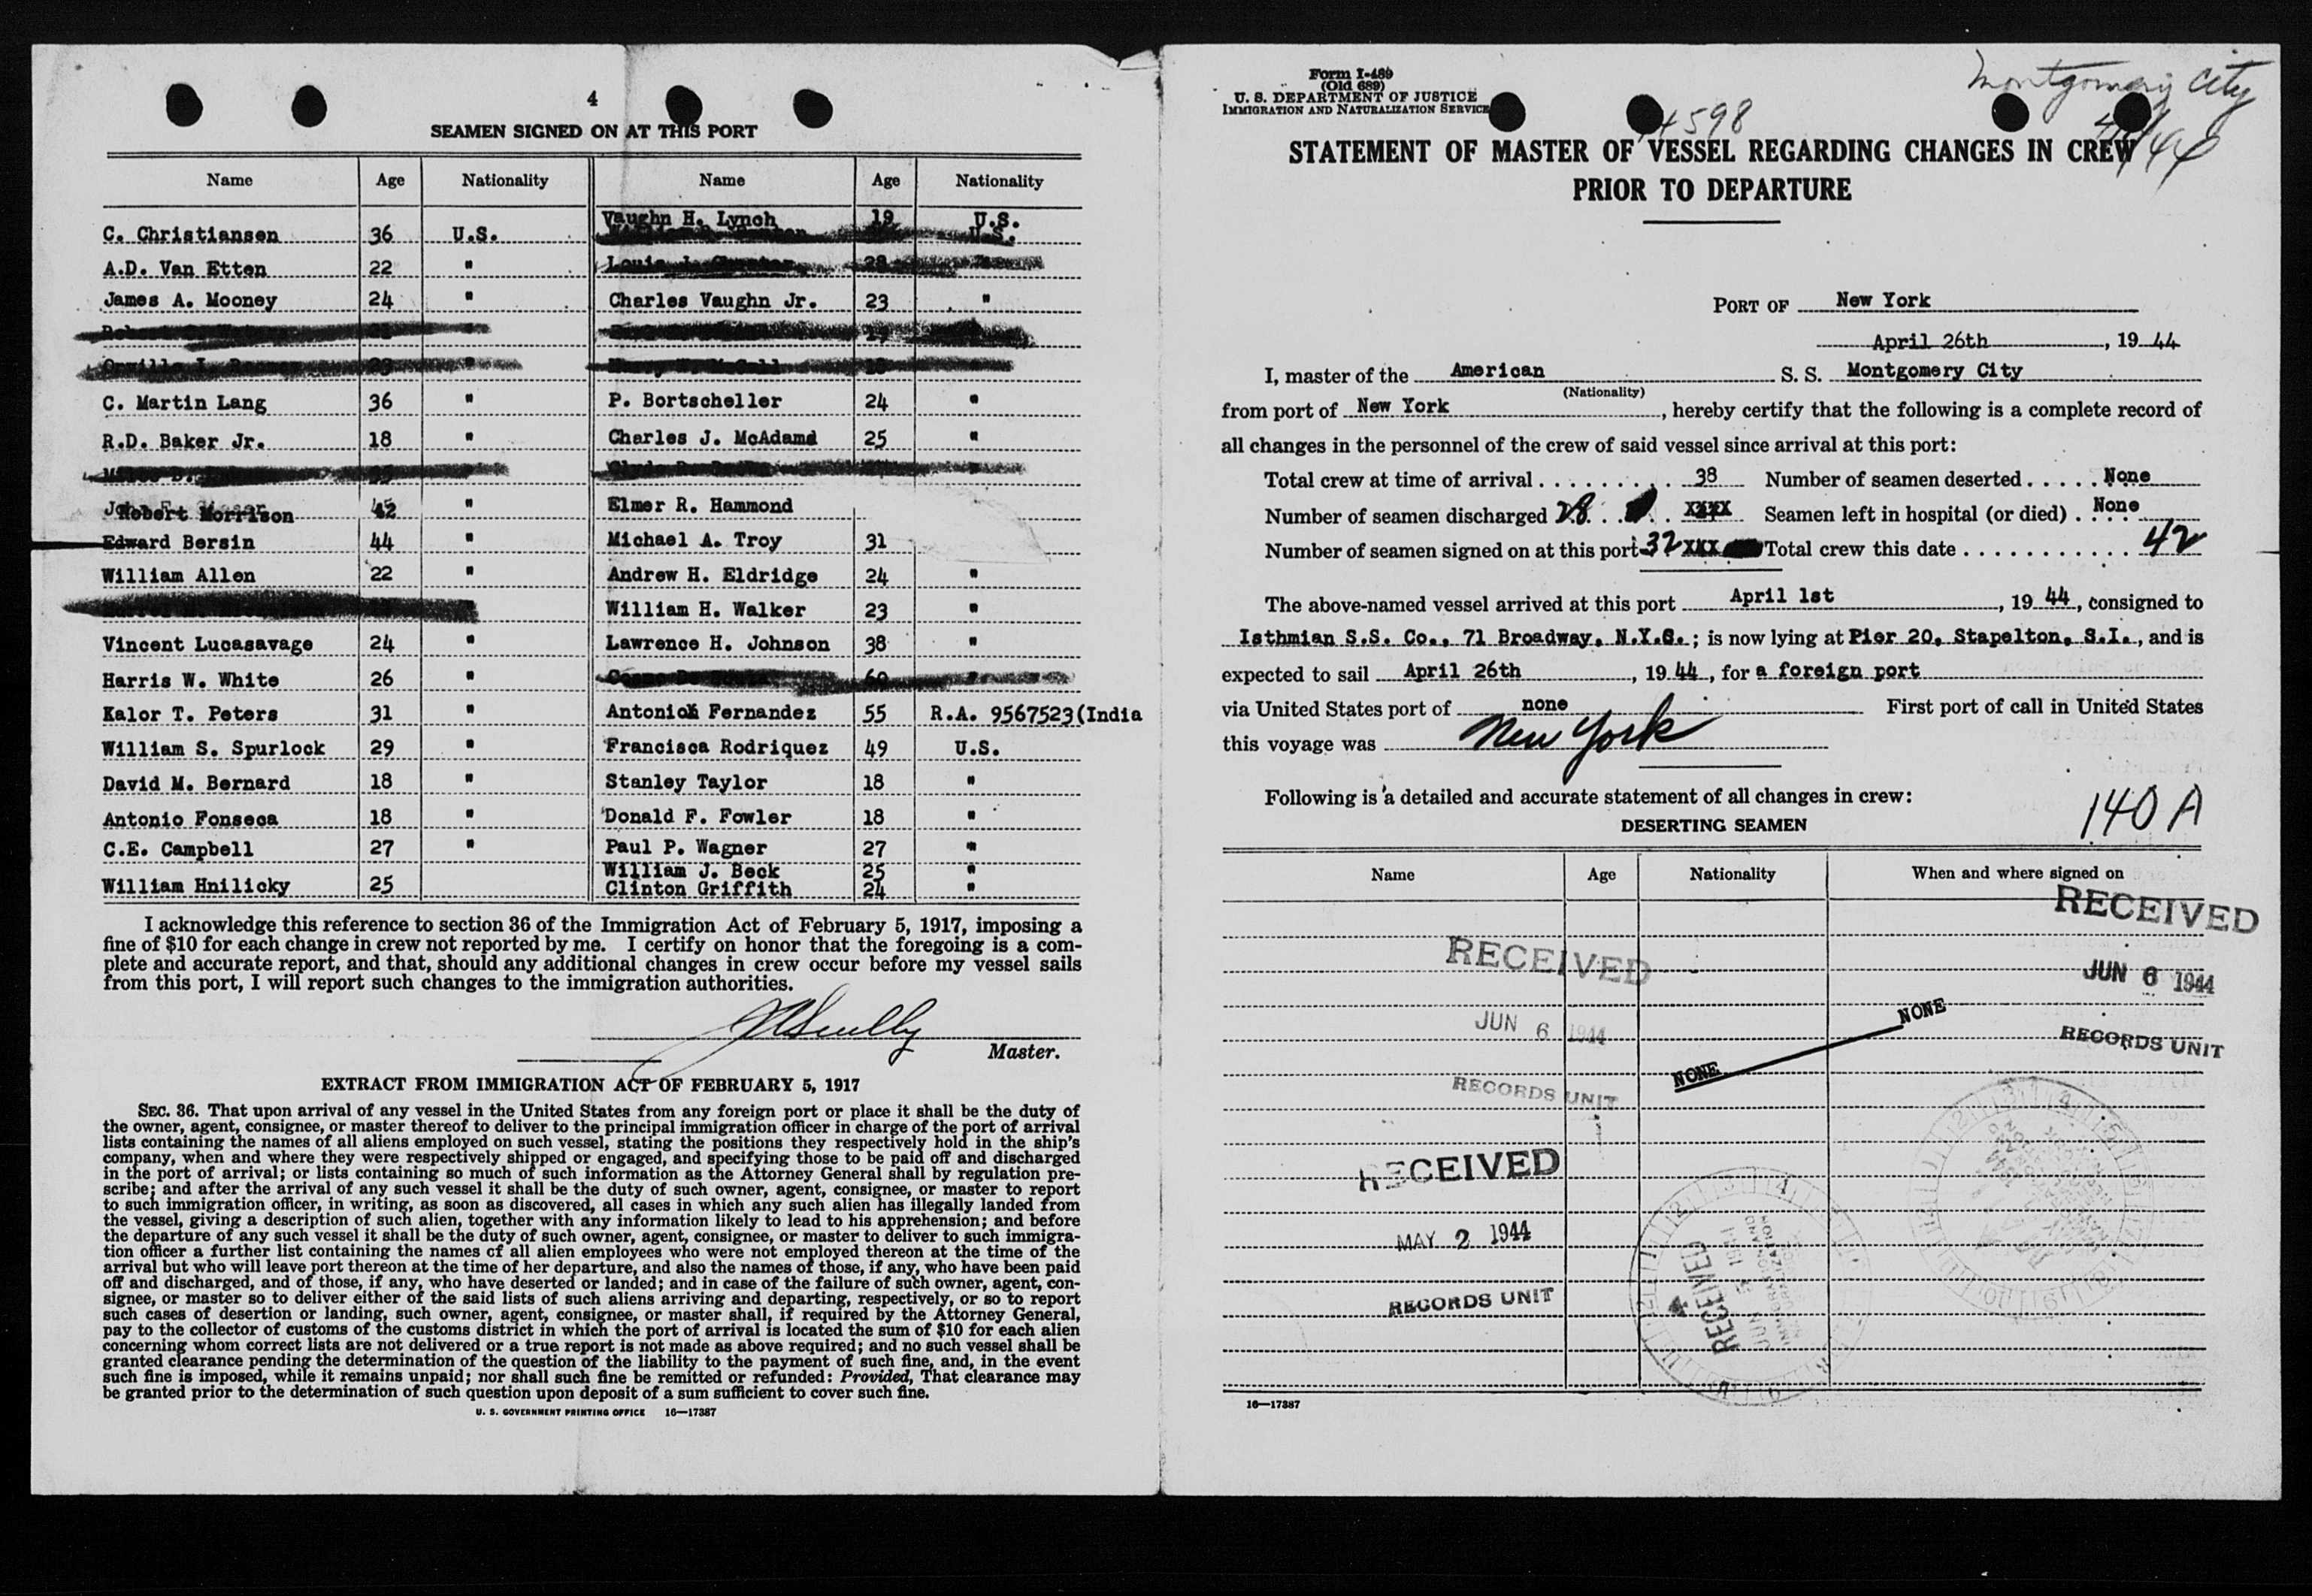 4
SEAMEN SIGNED ON AT THIS PORT
Name Age Nationality Name Age Nationality
C. Christiansen 36 U.S. Vaughn H. Lynch 19 U.S.
U.S.
A.D. Van Etten 22 " Louis 28
James A. Mooney 24 " Charles Vaughn Jr. 23 "
Orville 23 "
C. Martin Lang 36 " P. Bortscheller 24 "
R.D. Baker Jr. 18 " Charles J. McAdams 25 "
Robert Morrison 42 " Elmer R. Hammond
Edward Bersin 44 " Michael A. Troy 31
William Allen 22 " Andrew H. Eldridge 24 "
William H. Walker 23 "
Vincent Lucasavage 24 " Lawrence H. Johnson 38 "
Harris W. White 26 " 60 "
Kalor T. Peters 31 " Antonio Fernandez 55 R.A. 9567523(India
William S. Spurlock 29 " Francisca Rodriquez 49 U.S.
David M. Bernard 18 " Stanley Taylor 18 "
Antonio Fonseca 18 " Donald F. Fowler 18 "
C.E. Campbell 27 " Paul P. Wagner 27 "
William J. Beck 25 "
William Hnilicky 25 Clinton Griffith 24 "
I acknowledge this reference to section 36 of the Immigration Act of February 5, 1917, imposing a
fine of $10 for each change in crew not reported by me. I certify on honor that the foregoing is a com-
plete and accurate report, and that, should any additional changes in crew occur before my vessel sails
from this port, I will report such changes to the immigration authorities.
Master.
EXTRACT FROM IMMIGRATION ACT OF FEBRUARY 5, 1917
SEC. 36. That upon arrival of any vessel in the United States from any foreign port or place it shall be the duty of
the owner, agent, consignee, or master thereof to deliver to the principal immigration officer in charge of the port of arrival
lists containing the names of all aliens employed on such vessel, stating the positions they respectively hold in the ship's
company, when and where they were respectively shipped or engaged, and specifying those to be paid off and discharged
in the port of arrival; or lists containing so much of such information as the Attorney General shall by regulation pre-
scribe; and after the arrival of any such vessel it shall be the duty of such owner, agent, consignee, or master to report
to such immigration officer, in writing, as soon as discovered, all cases in which any such alien has illegally landed from
the vessel, giving a description of such alien, together with any information likely to lead to his apprehension; and before
the departure of any such vessel it shall be the duty of such owner, agent, consignee, or master to deliver to such immigra-
tion officer a further list containing the names of all alien employees who were not employed thereon at the time of the
arrival but who will leave port thereon at the time of her departure, and also the names of those, if any, who have been paid
off and discharged, and of those, if any, who have deserted or landed; and in case of the failure of such owner, agent, con-
signee, or master so to deliver either of the said lists of such aliens arriving and departing, respectively, or so to report
such cases of desertion or landing, such owner, agent, consignee, or master shall, if required by the Attorney General,
pay to the collector of customs of the customs district in which the port of arrival is located the sum of $10 for each alien
concerning whom correct lists are not delivered or a true report is not made as above required; and no such vessel shall be
granted clearance pending the determination of the question of the liability to the payment of such fine, and, in the event
such fine is imposed, while it remains unpaid; nor shall such fine be remitted or refunded: Provided, That clearance may
be granted prior to the determination of such question upon deposit of a sum sufficient to cover such fine.
U. S. GOVERNMENT PRINTING OFFICE 16—17387
Form I-489
(Old 689)
U. S. DEPARTMENT OF JUSTICE
IMMIGRATION AND NATURALIZATION SERVICE
Montgomery City
4598
STATEMENT OF MASTER OF VESSEL REGARDING CHANGES IN CREW
PRIOR TO DEPARTURE
PORT OF New York
April 26th, 19 44
I, master of the American S. S. Montgomery City
(Nationality)
from port of New York, hereby certify that the following is a complete record of
all changes in the personnel of the crew of said vessel since arrival at this port:
Total crew at time of arrival . . . . . . . . . . 38 Number of seamen deserted . . . . . None
Number of seamen discharged 28 . . . XXXX Seamen left in hospital (or died) . None
Number of seamen signed on at this port 32 XXX Total crew this date . . . . . . . . . . . . 42
The above-named vessel arrived at this port April 1st, 19 44, consigned to
Isthmian S.S. Co., 71 Broadway, N.Y.C.; is now lying at Pier 20, Stapelton, S.I., and is
expected to sail April 26th, 19 44, for a foreign port
via United States port of none First port of call in United States
this voyage was New York
Following is a detailed and accurate statement of all changes in crew:
140 A
DESERTING SEAMEN
Name Age Nationality When and where signed on
RECEIVED
JUN 6 1944
RECORDS UNIT
RECEIVED
JUN 6 1944
RECORDS UNIT
NONE
NONE
RECEIVED
MAY 2 1944
RECORDS UNIT
RECEIVED
16—17387